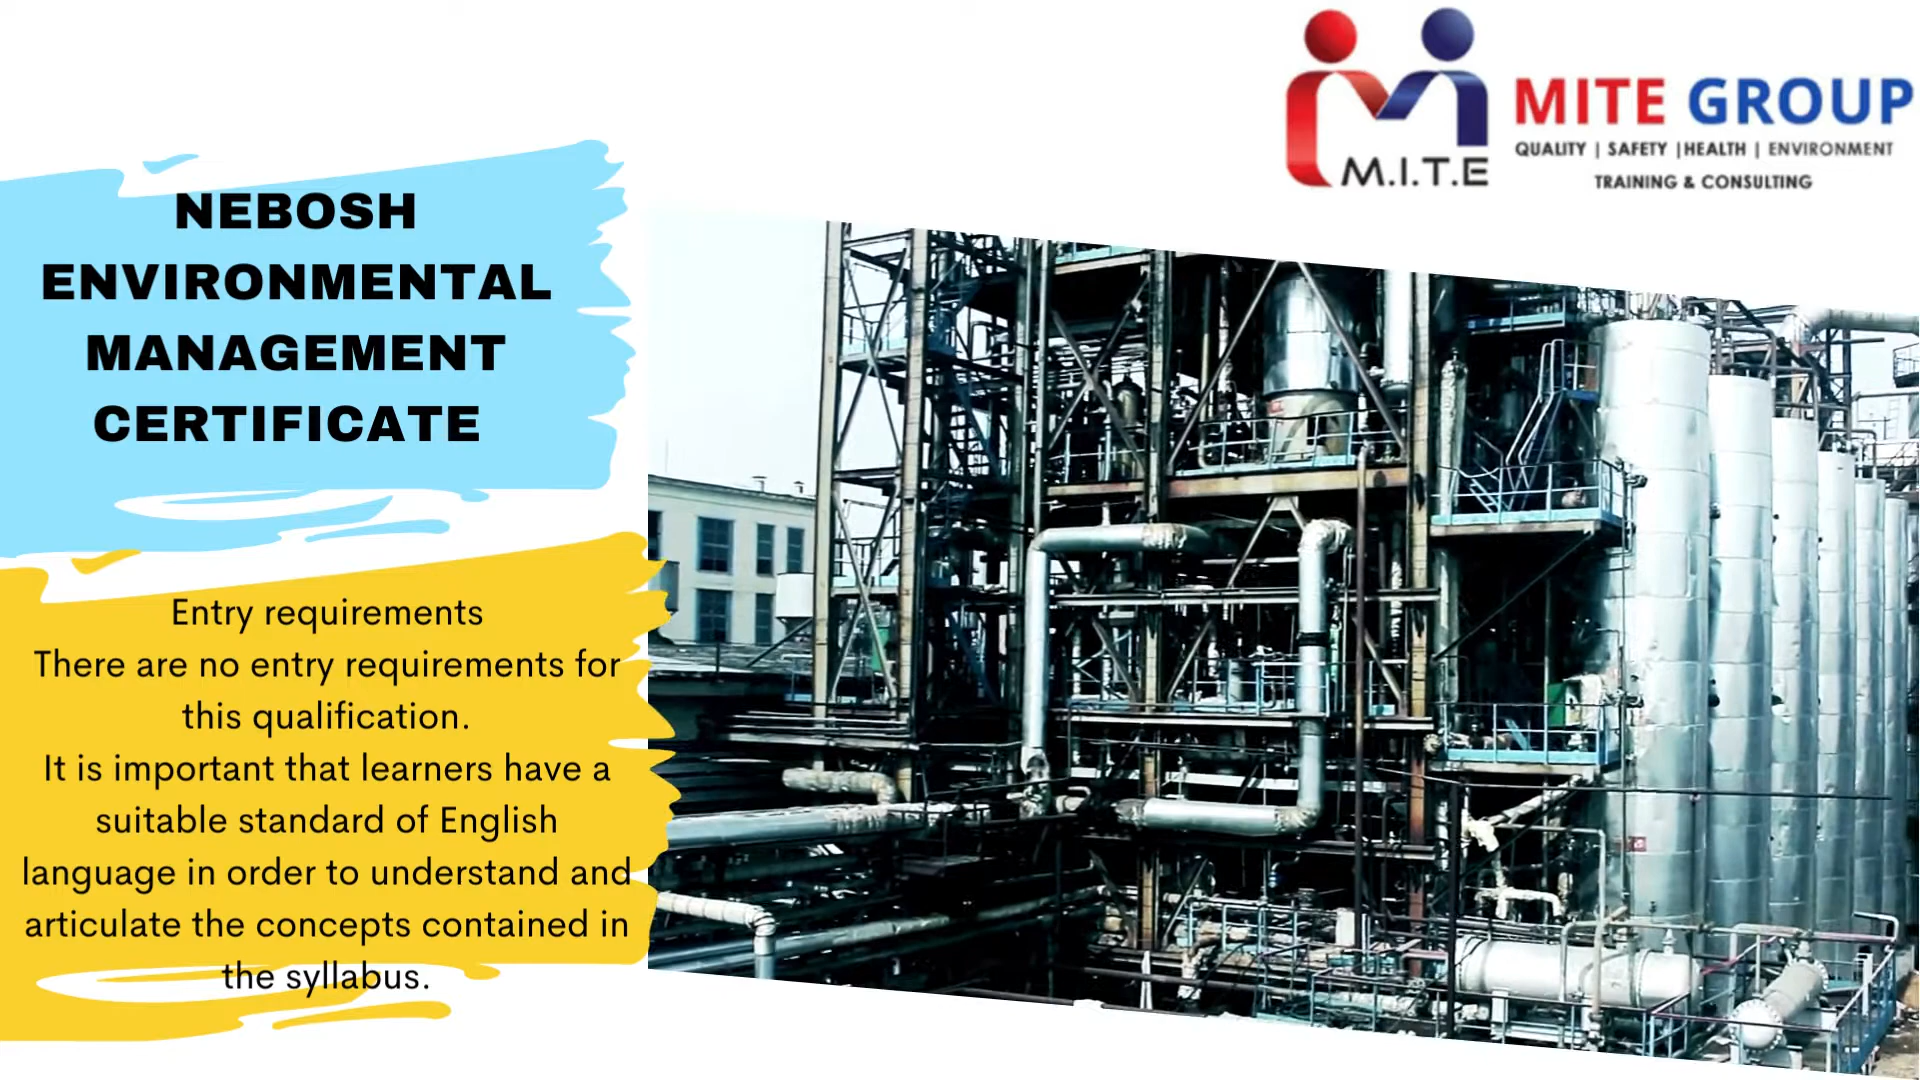 NEBOSH
ENVIRONMENTAL
MANAGEMENT
CERTIFICATE
Entry requirements
There are no entry requirements for
this qualification.
It is important that learners have a
suitable standard of English
language in order to understand and
articulate the concepts contained in
the syllabus.
M.I.T.E
MITE GROUP
QUALITY | SAFETY |HEALTH | ENVIRONMENT
TRAINING & CONSULTING